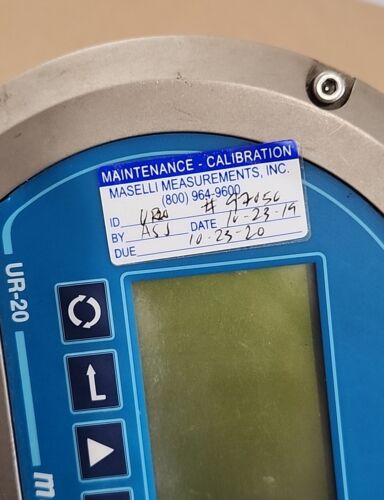 MAINTENANCE - CALIBRATION
MASELLI MEASUREMENTS, INC.
(800) 964-9600
ID UR20 # 97056
BY ASJ DATE 10-23-19
DUE 10-23-20
UR-20
m